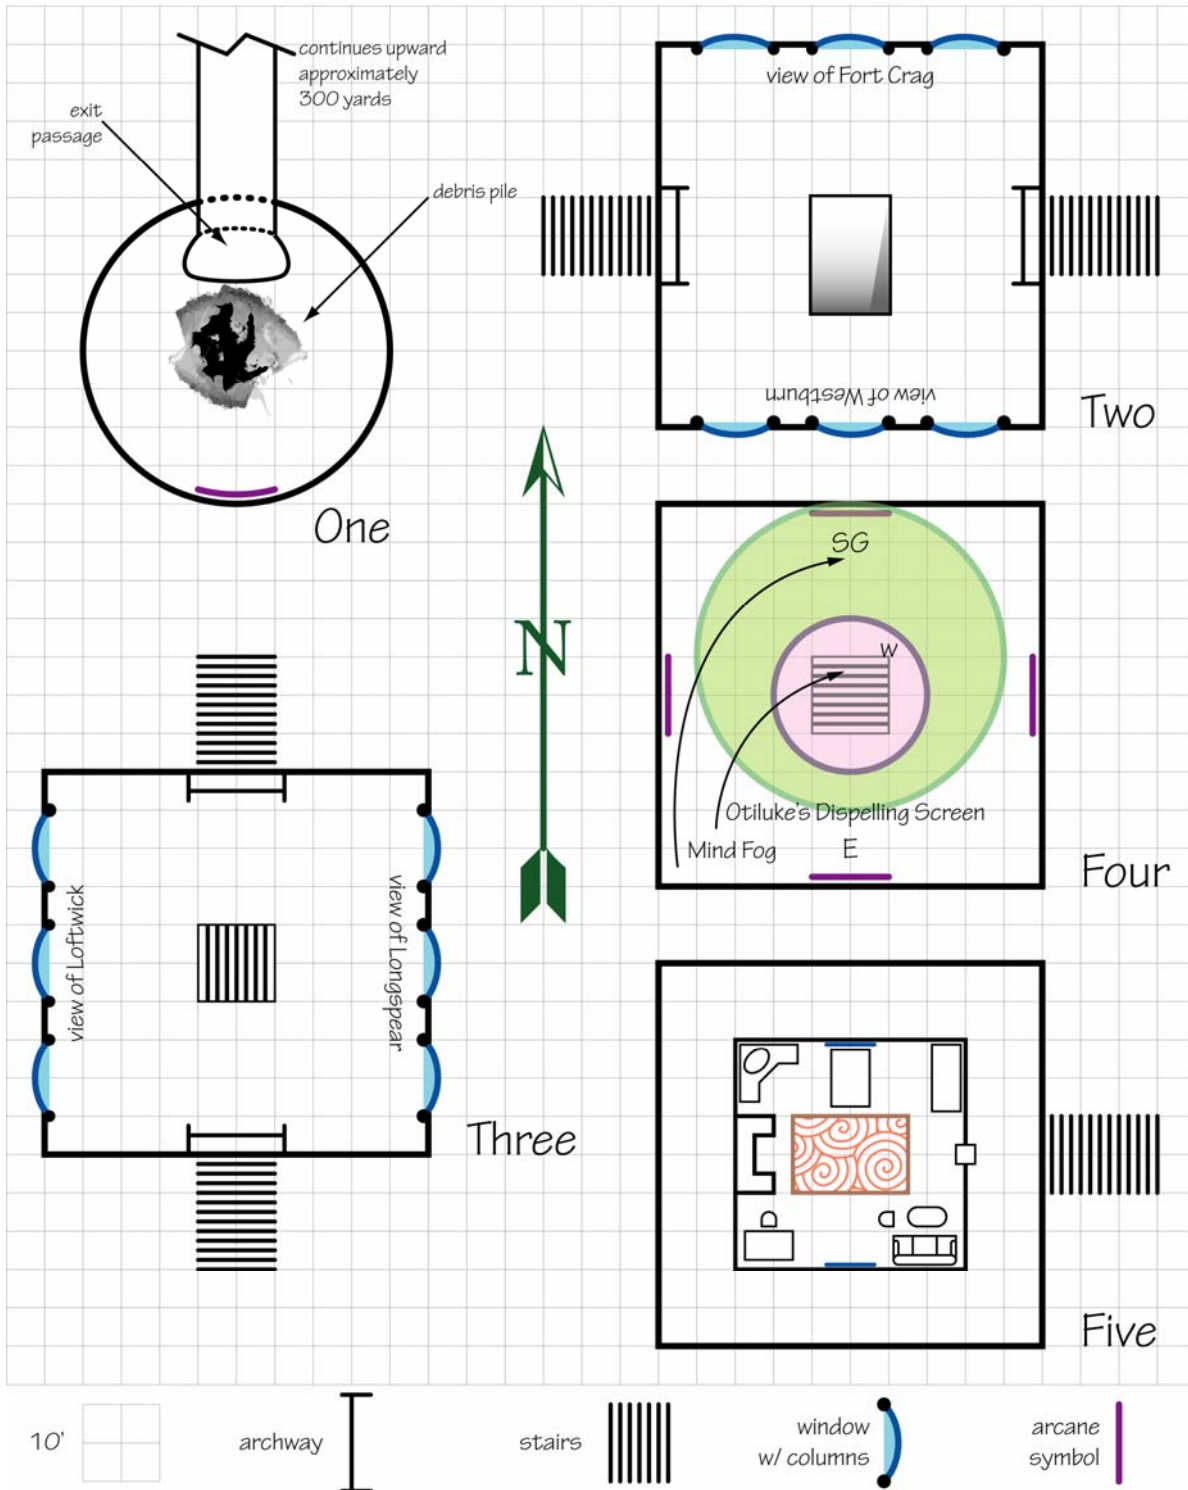 continues upward
approximately
300 yards
exit
passage
debris pile
One
view of Fort Crag
view of Westburn
Two
N
SG
W
Otiluke's Dispelling Screen
Mind Fog
E
Four
view of Loftwick
view of Longspear
Three
Five
10'
archway
stairs
window
w/ columns
arcane
symbol